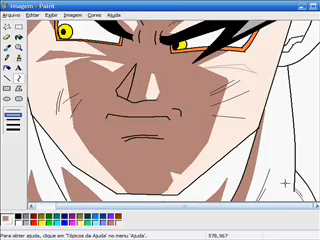 imagem - Paint
Arquivo Editar Exibir Imagem Cores Ajuda
Para obter ajuda, clique em 'Tópicos da Ajuda' no menu 'Ajuda'. 578,567